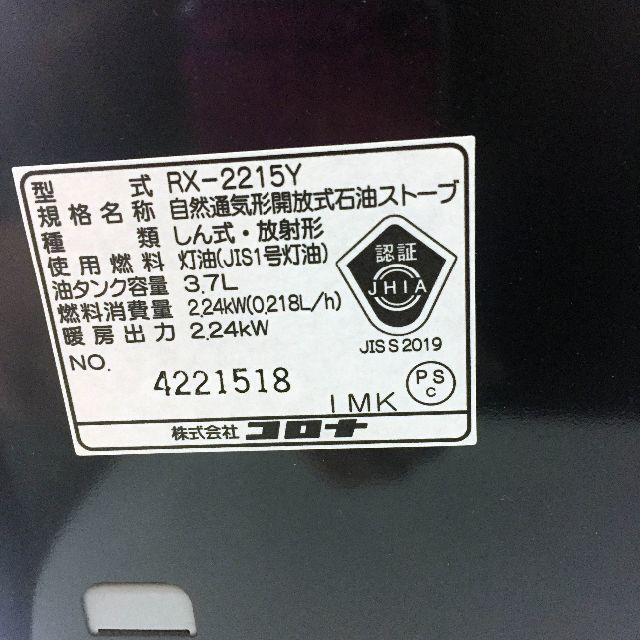 型式 RX-2215Y
規格名称 自然通気形開放式石油ストーブ
種類 しん式・放射形
使用燃料 灯油(JIS1号灯油)
油タンク容量 3.7L
燃料消費量 2.24kW(0.218L/h)
暖房出力 2.24kW
認証
JHIA
JIS S 2019
NO. 4221518
1MK
PS
C
株式会社 コロナ